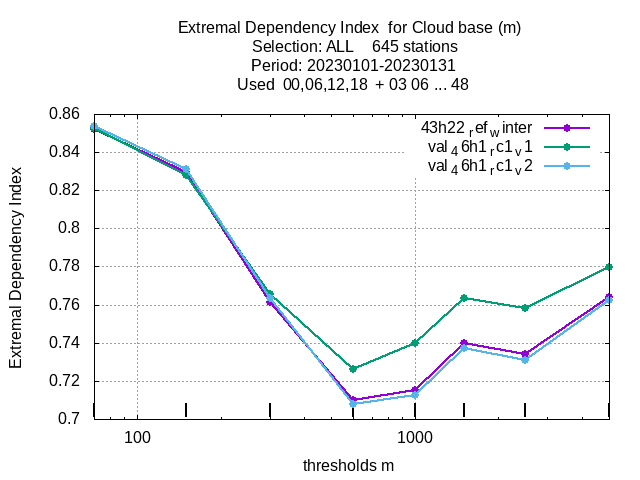 Extremal Dependency Index  for Cloud base (m)
Selection: ALL    645 stations
Period: 20230101-20230131
Used  00,06,12,18  + 03 06 ... 48
43h22_ref_winter
val_46h1_rc1_v1
val_46h1_rc1_v2
Extremal Dependency Index
0.86
0.84
0.82
0.8
0.78
0.76
0.74
0.72
0.7
100
1000
thresholds m